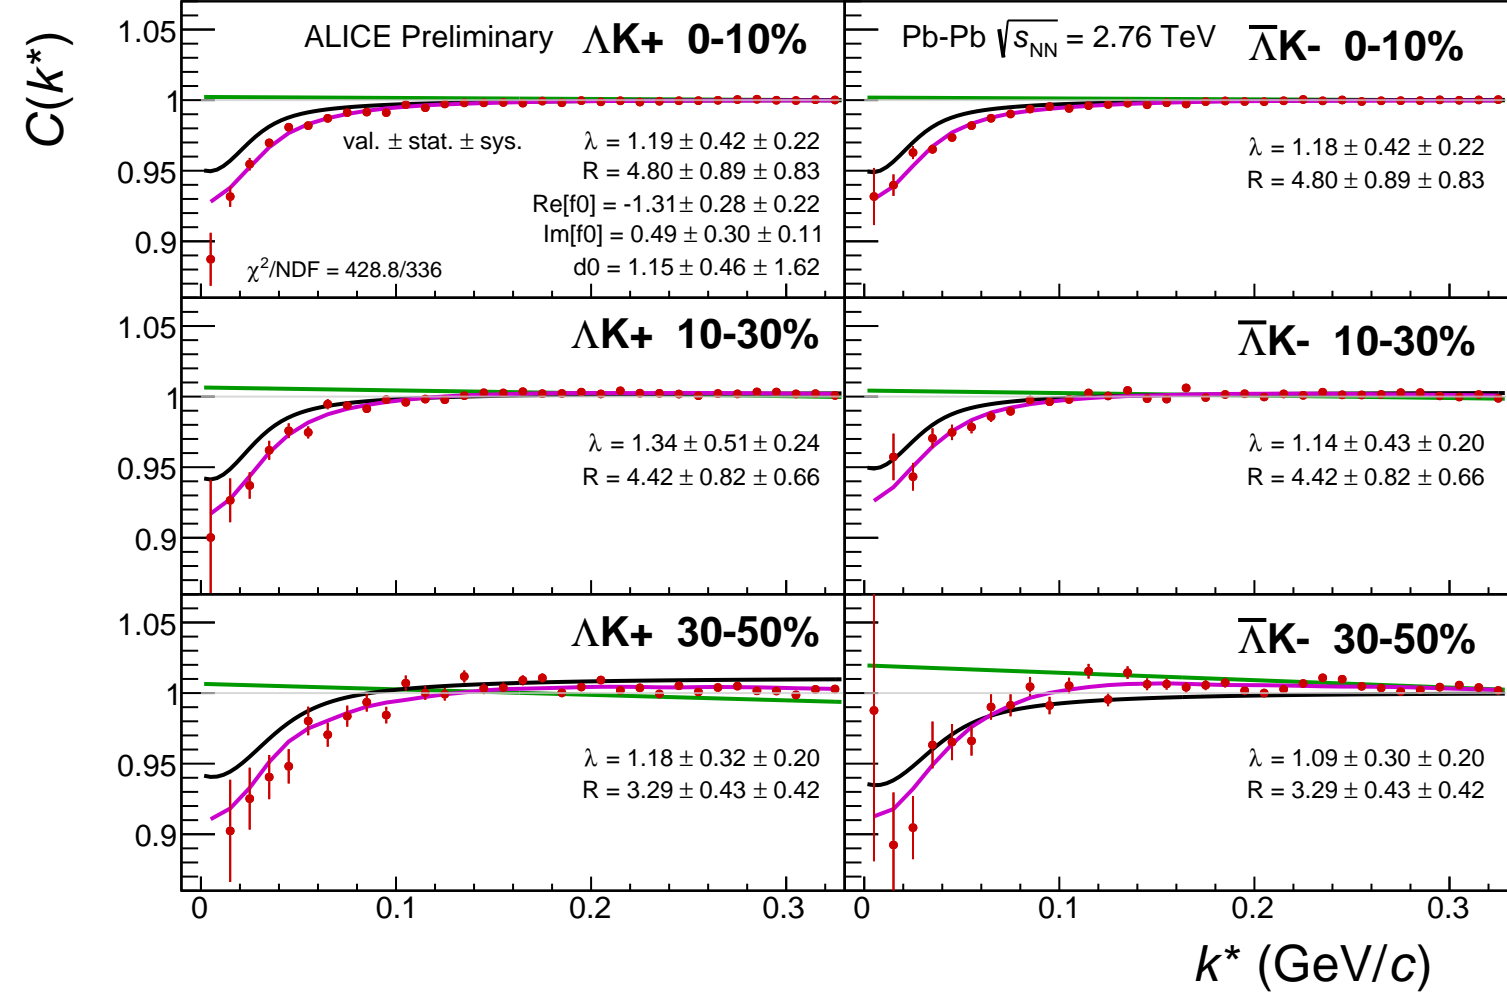 C(k*)
ALICE Preliminary ΛK+ 0-10%
val. ± stat. ± sys.
λ = 1.19 ± 0.42 ± 0.22
R = 4.80 ± 0.89 ± 0.83
Re[f0] = -1.31± 0.28 ± 0.22
Im[f0] = 0.49 ± 0.30 ± 0.11
d0 = 1.15 ± 0.46 ± 1.62
χ²/NDF = 428.8/336
1.05
1
0.95
0.9
Pb-Pb √s_NN = 2.76 TeV Λ̅K- 0-10%
λ = 1.18 ± 0.42 ± 0.22
R = 4.80 ± 0.89 ± 0.83
ΛK+ 10-30%
λ = 1.34 ± 0.51 ± 0.24
R = 4.42 ± 0.82 ± 0.66
1.05
1
0.95
0.9
Λ̅K- 10-30%
λ = 1.14 ± 0.43 ± 0.20
R = 4.42 ± 0.82 ± 0.66
ΛK+ 30-50%
λ = 1.18 ± 0.32 ± 0.20
R = 3.29 ± 0.43 ± 0.42
1.05
1
0.95
0.9
Λ̅K- 30-50%
λ = 1.09 ± 0.30 ± 0.20
R = 3.29 ± 0.43 ± 0.42
0 0.1 0.2 0.3 0 0.1 0.2 0.3
k* (GeV/c)